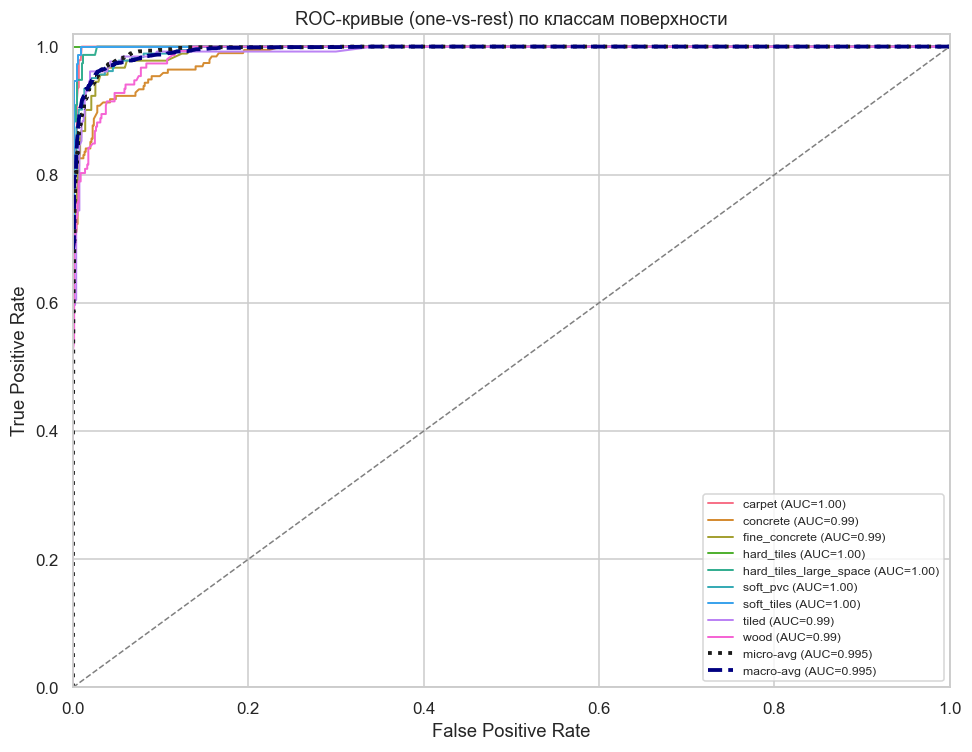 ROC-кривые (one-vs-rest) по классам поверхности
True Positive Rate
1.0
0.8
0.6
0.4
0.2
0.0
0.0 0.2 0.4 0.6 0.8 1.0
False Positive Rate
carpet (AUC=1.00)
concrete (AUC=0.99)
fine_concrete (AUC=0.99)
hard_tiles (AUC=1.00)
hard_tiles_large_space (AUC=1.00)
soft_pvc (AUC=1.00)
soft_tiles (AUC=1.00)
tiled (AUC=0.99)
wood (AUC=0.99)
micro-avg (AUC=0.995)
macro-avg (AUC=0.995)